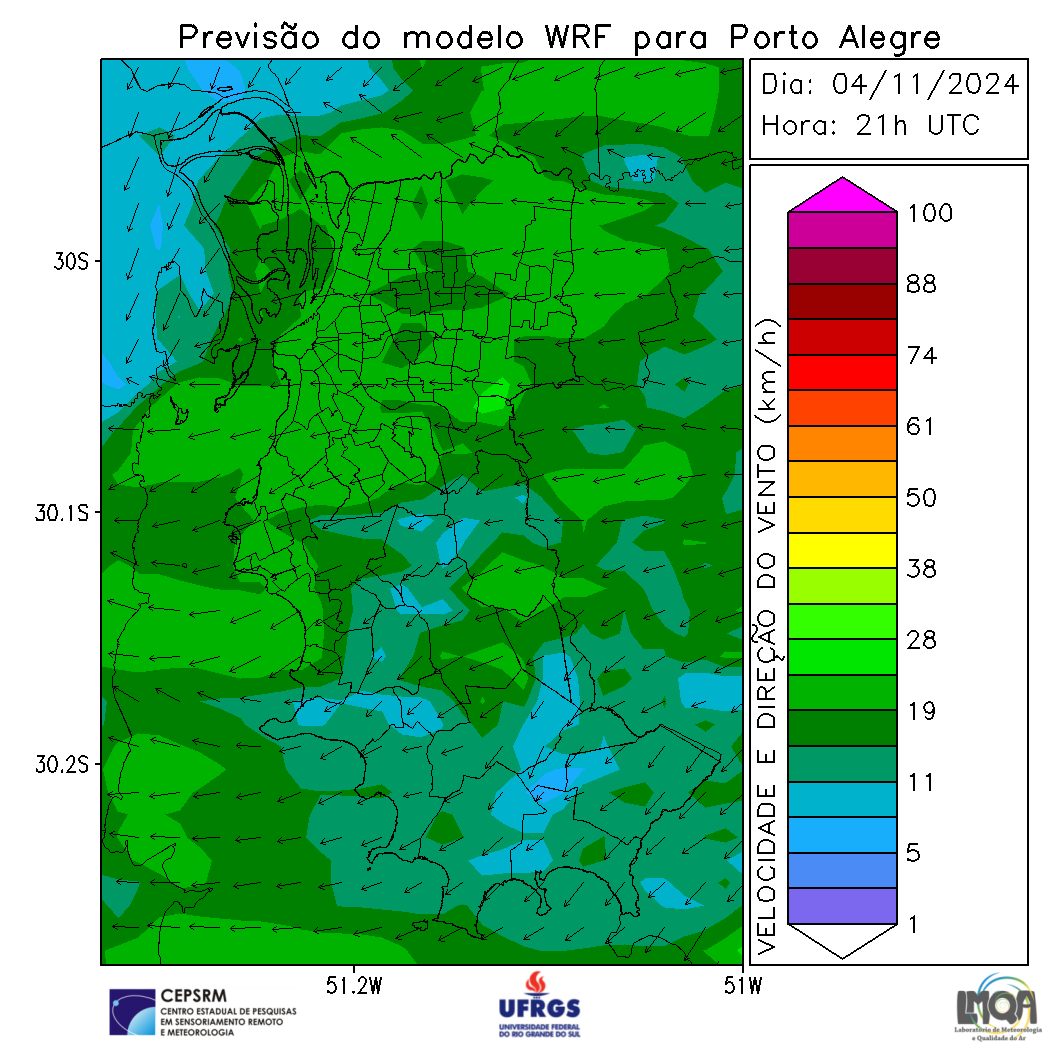 Previsão do modelo WRF para Porto Alegre
Dia: 04/11/2024
Hora: 21h UTC
30S
30.1S
30.2S
51.2W
51W
VELOCIDADE E DIREÇÃO DO VENTO (km/h)
100
88
74
61
50
38
28
19
11
5
1
CEPSRM
CENTRO ESTADUAL DE PESQUISAS
EM SENSORIAMENTO REMOTO
E METEOROLOGIA
UFRGS
UNIVERSIDADE FEDERAL
DO RIO GRANDE DO SUL
LMQA
Laboratório de Meteorologia
e Qualidade do Ar